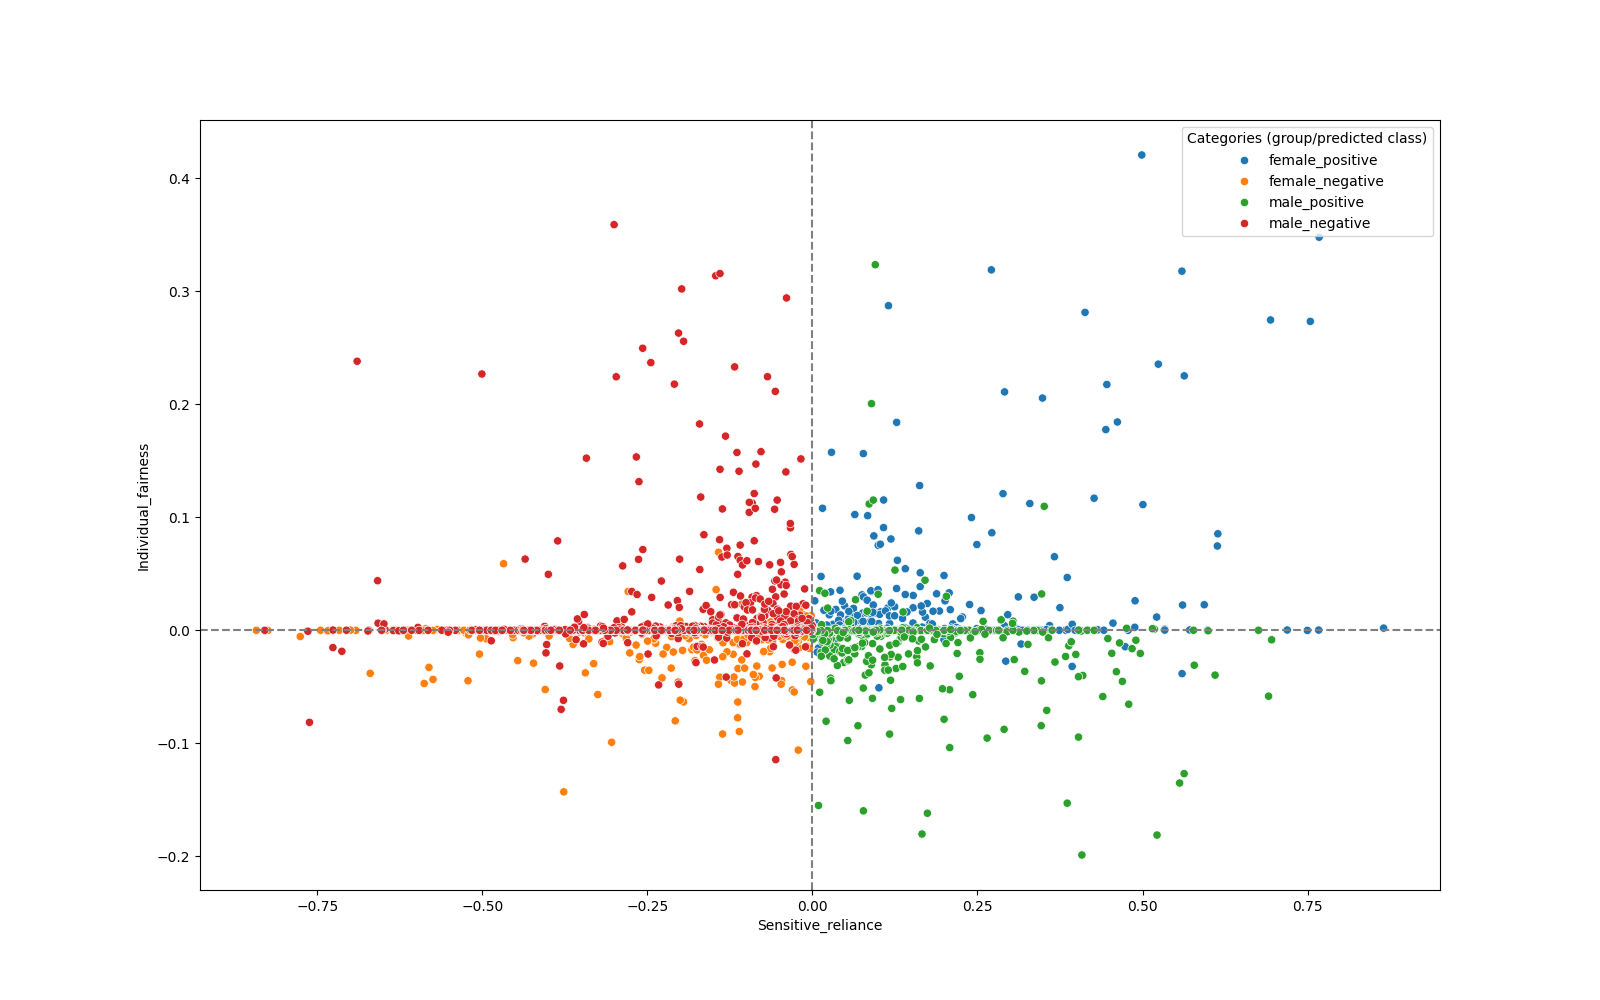 Categories (group/predicted class)
female_positive
female_negative
male_positive
male_negative
0.4
0.3
0.2
0.1
0.0
−0.1
−0.2
Individual_fairness
−0.75
−0.50
−0.25
0.00
0.25
0.50
0.75
Sensitive_reliance